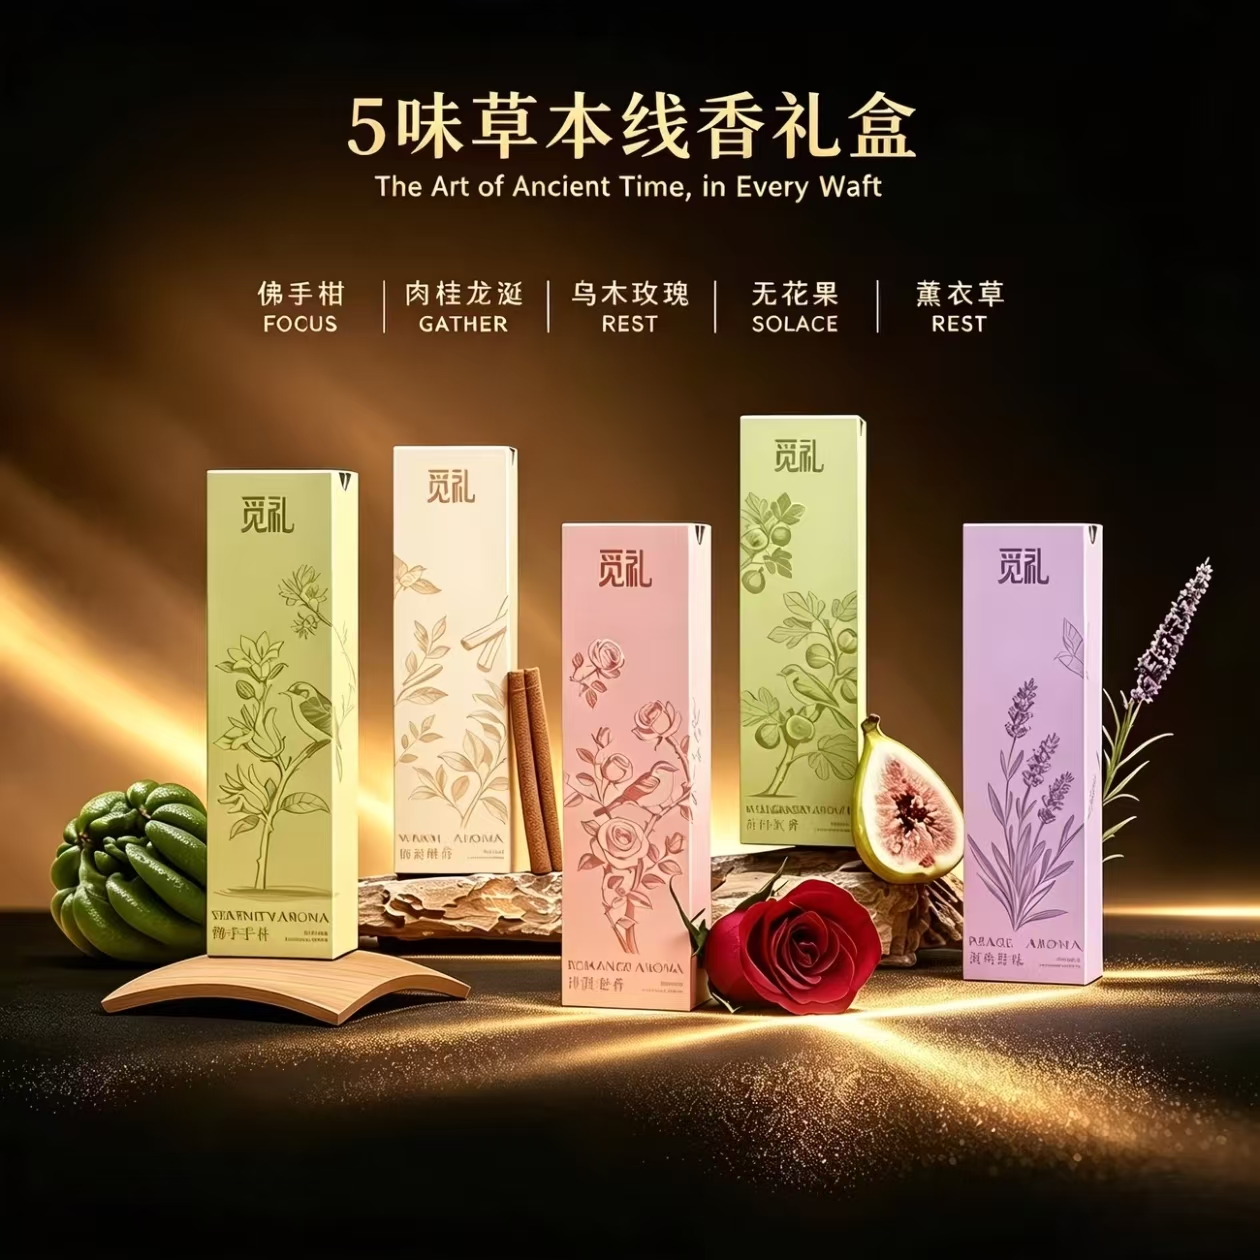 5味草本线香礼盒
The Art of Ancient Time, in Every Waft
佛手柑
FOCUS
肉桂龙涎
GATHER
乌木玫瑰
REST
无花果
SOLACE
薰衣草
REST
觅礼
觅礼
觅礼
觅礼
觅礼
AROMA